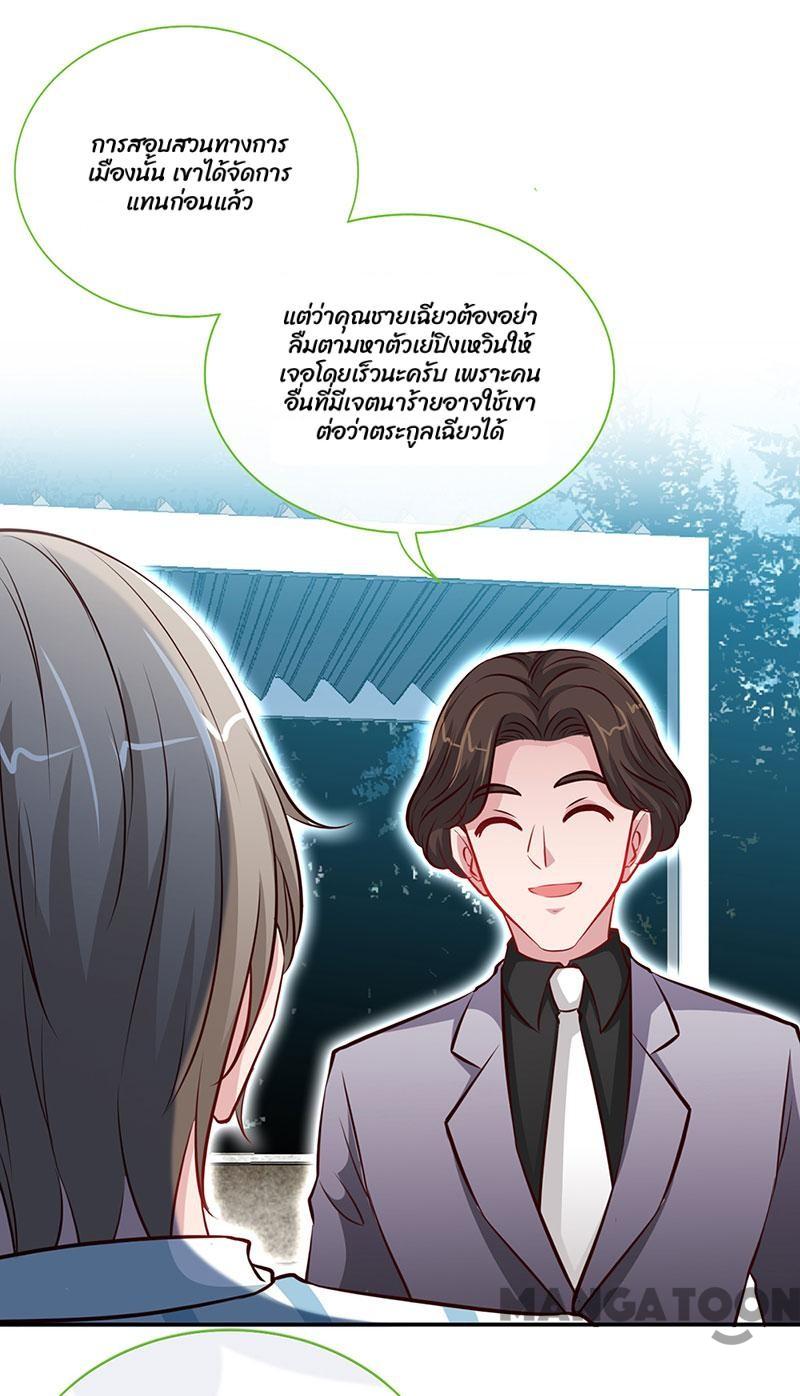 การสอบสวนทางการ
เมืองนั้น เขาได้จัดการ
แทนก่อนแล้ว
แต่ว่าคุณชายเฉียวต้องอย่า
ลืมตามหาตัวเย่ปิงเหวินให้
เจอโดยเร็วนะครับ เพราะคน
อื่นที่มีเจตนาร้ายอาจใช้เขา
ต่อว่าตระกูลเฉียวได้
MANGATOON